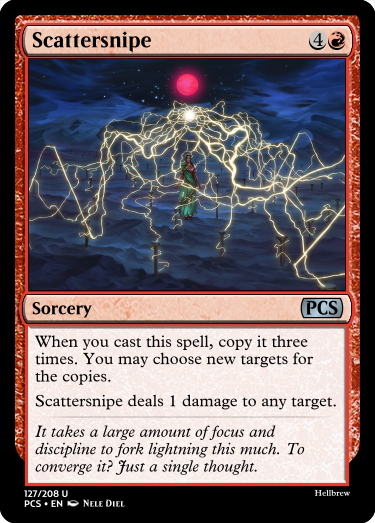 Scattersnipe 4
Sorcery PCS
When you cast this spell, copy it three
times. You may choose new targets for
the copies.
Scattersnipe deals 1 damage to any target.
It takes a large amount of focus and
discipline to fork lightning this much. To
converge it? Just a single thought.
127/208 U Hellbrew
PCS • EN Nele Diel